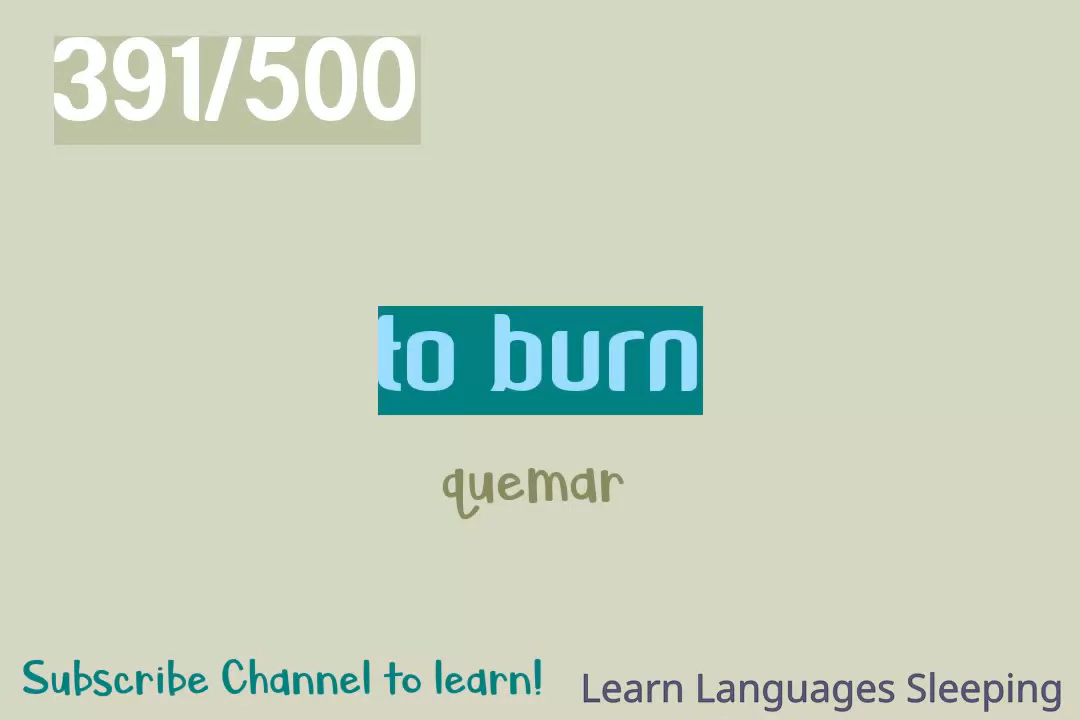 391/500
to burn
quemar
Subscribe Channel to learn!
Learn Languages Sleeping